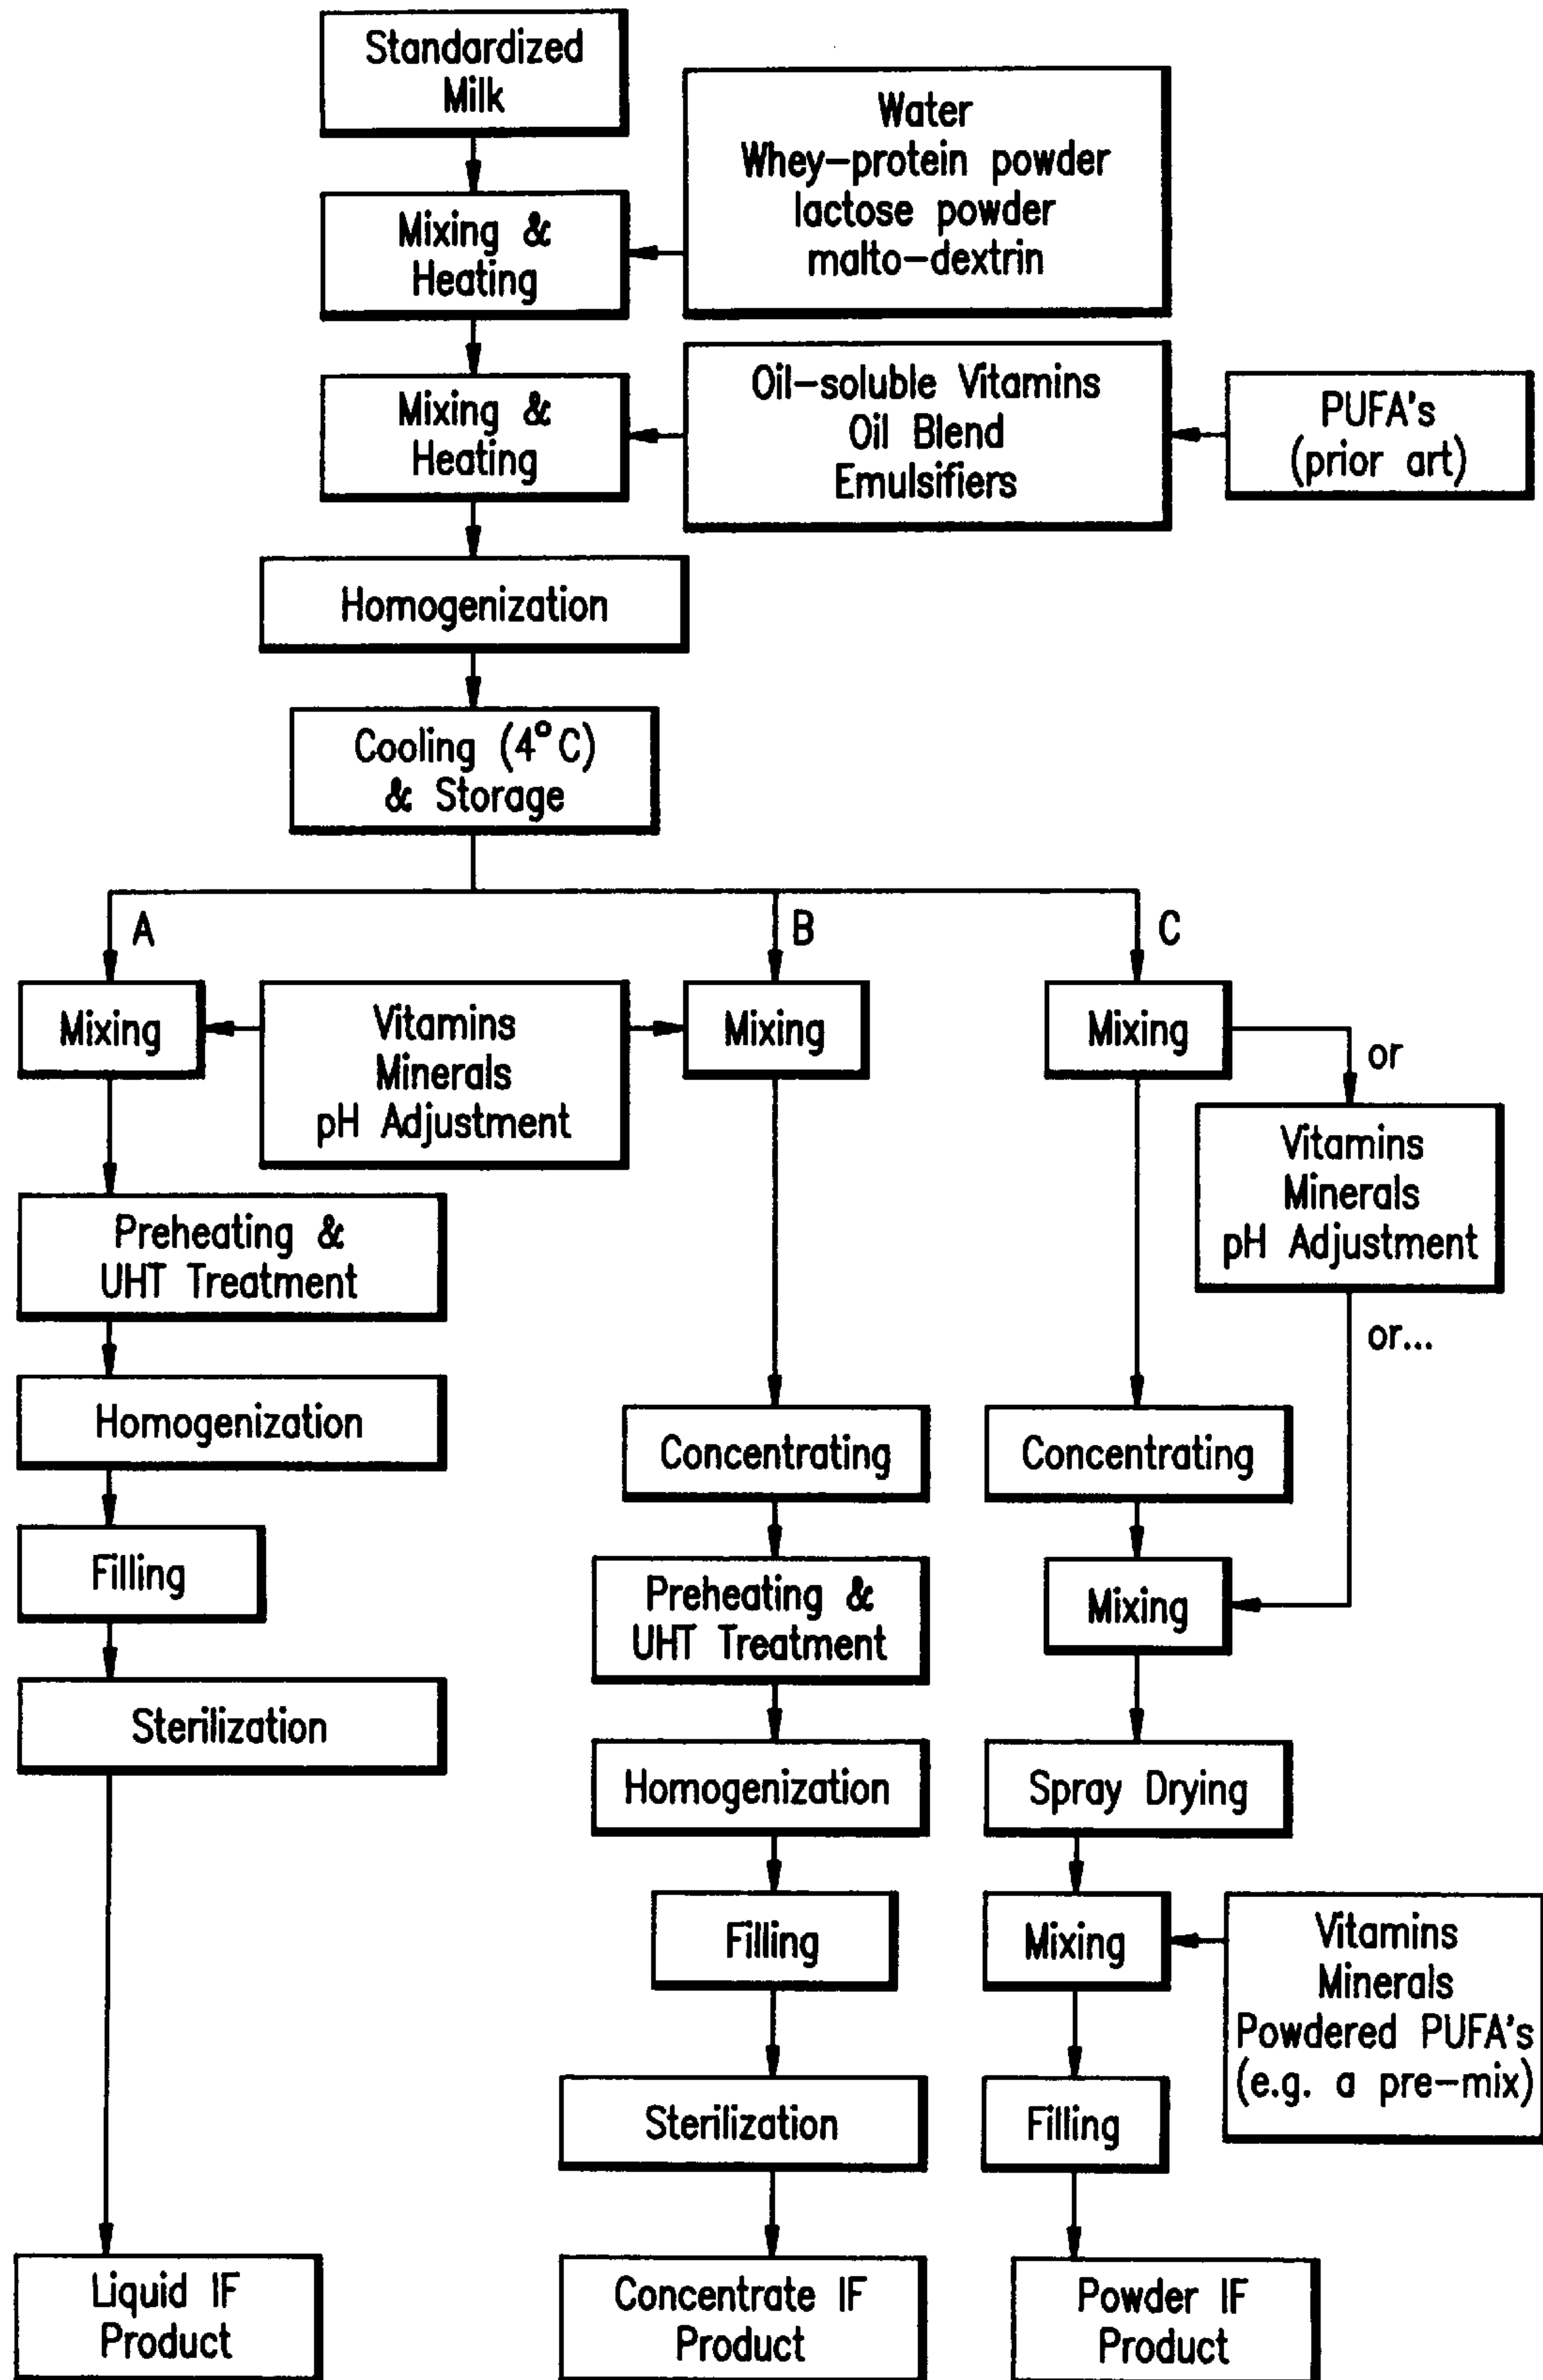 Standardized
Milk
Water
Whey-protein powder
lactose powder
malto-dextrin
Mixing &
Heating
Mixing &
Heating
Oil-soluble Vitamins
Oil Blend
Emulsifiers
PUFA's
(prior art)
Homogenization
Cooling (4°C)
& Storage
A
B
C
Mixing
Vitamins
Minerals
pH Adjustment
Mixing
Mixing
or
Vitamins
Minerals
pH Adjustment
or...
Preheating &
UHT Treatment
Homogenization
Filling
Sterilization
Liquid IF
Product
Concentrating
Preheating &
UHT Treatment
Homogenization
Filling
Sterilization
Concentrate IF
Product
Concentrating
Mixing
Spray Drying
Mixing
Vitamins
Minerals
Powdered PUFA's
(e.g. a pre-mix)
Filling
Powder IF
Product